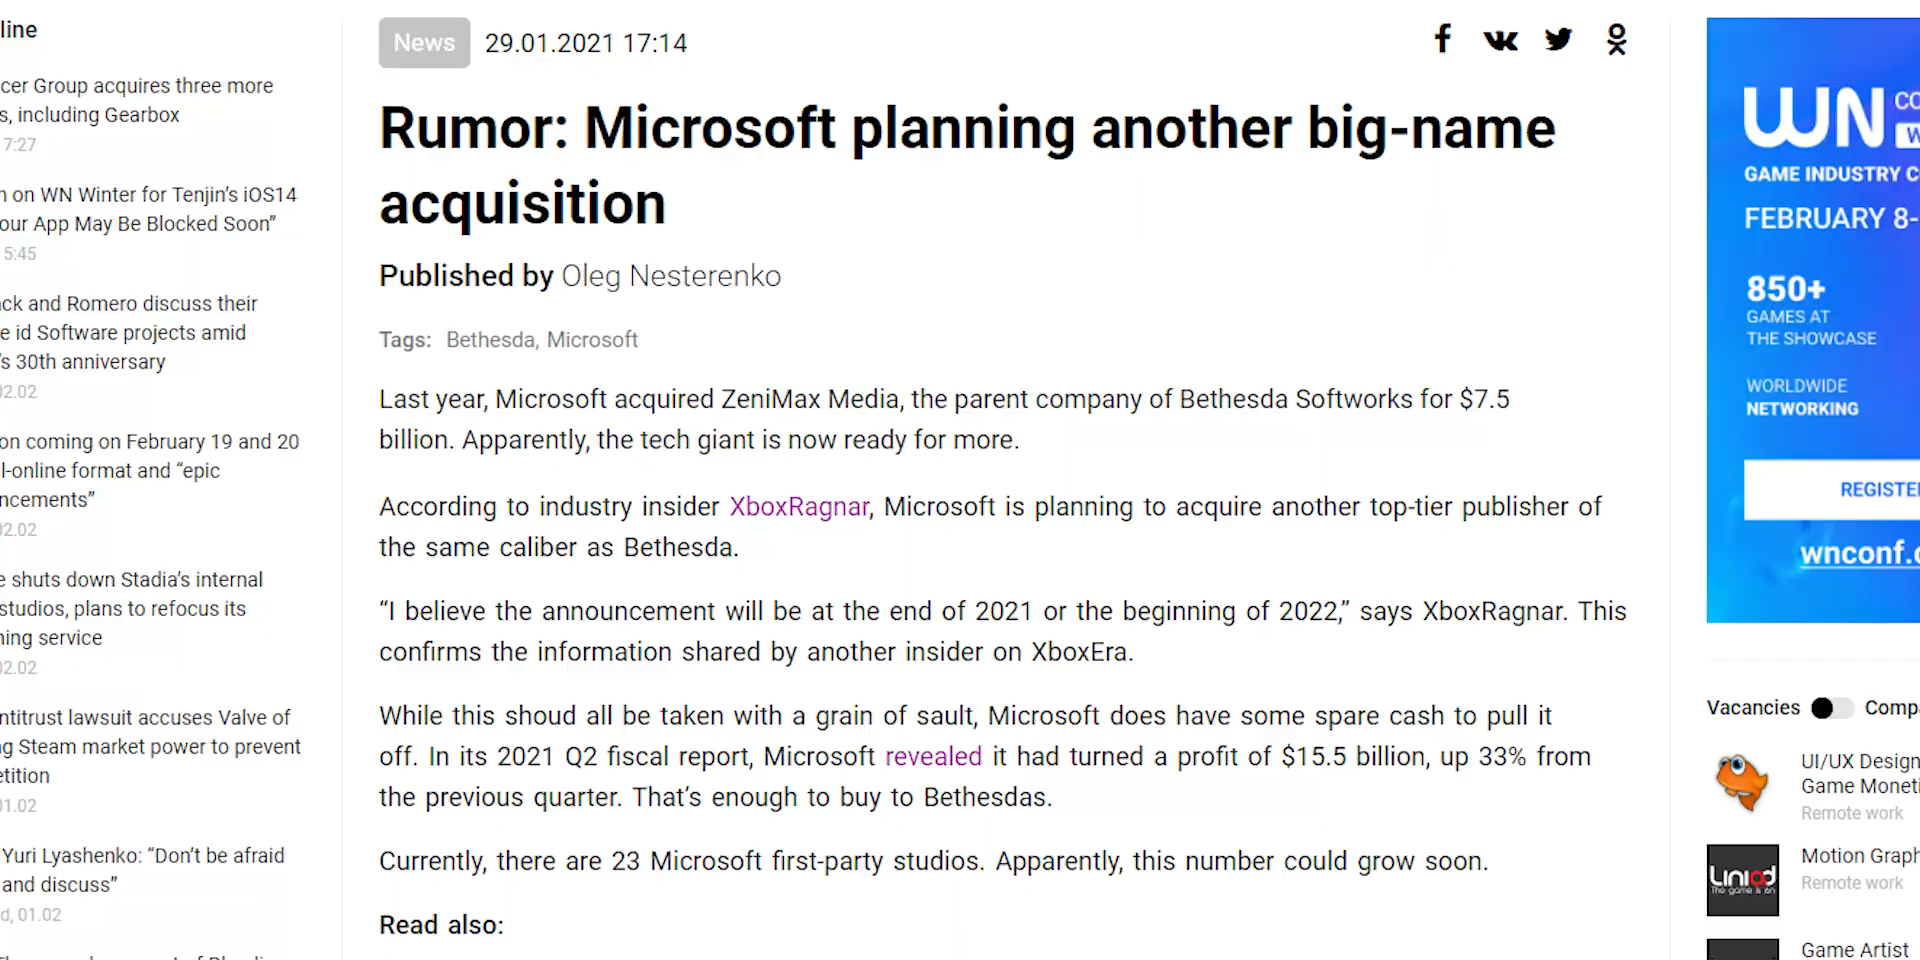 line
cer Group acquires three more
s, including Gearbox
7:27
n on WN Winter for Tenjin's iOS14
our App May Be Blocked Soon”
5:45
ck and Romero discuss their
e id Software projects amid
's 30th anniversary
02.02
on coming on February 19 and 20
l-online format and “epic
ncements”
02.02
e shuts down Stadia's internal
studios, plans to refocus its
ning service
02.02
ntitrust lawsuit accuses Valve of
ng Steam market power to prevent
etition
01.02
Yuri Lyashenko: “Don't be afraid
and discuss”
d, 01.02
News 29.01.2021 17:14
Rumor: Microsoft planning another big-name
acquisition
Published by Oleg Nesterenko
Tags: Bethesda, Microsoft
Last year, Microsoft acquired ZeniMax Media, the parent company of Bethesda Softworks for $7.5
billion. Apparently, the tech giant is now ready for more.
According to industry insider XboxRagnar, Microsoft is planning to acquire another top-tier publisher of
the same caliber as Bethesda.
“I believe the announcement will be at the end of 2021 or the beginning of 2022,” says XboxRagnar. This
confirms the information shared by another insider on XboxEra.
While this shoud all be taken with a grain of sault, Microsoft does have some spare cash to pull it
off. In its 2021 Q2 fiscal report, Microsoft revealed it had turned a profit of $15.5 billion, up 33% from
the previous quarter. That's enough to buy to Bethesdas.
Currently, there are 23 Microsoft first-party studios. Apparently, this number could grow soon.
Read also:
WN CO
W
GAME INDUSTRY C
FEBRUARY 8-
850+
GAMES AT
THE SHOWCASE
WORLDWIDE
NETWORKING
REGISTE
wnconf.
Vacancies Compa
UI/UX Design
Game Moneti
Remote work
Liniad
The game is on
Motion Graph
Remote work
Game Artist